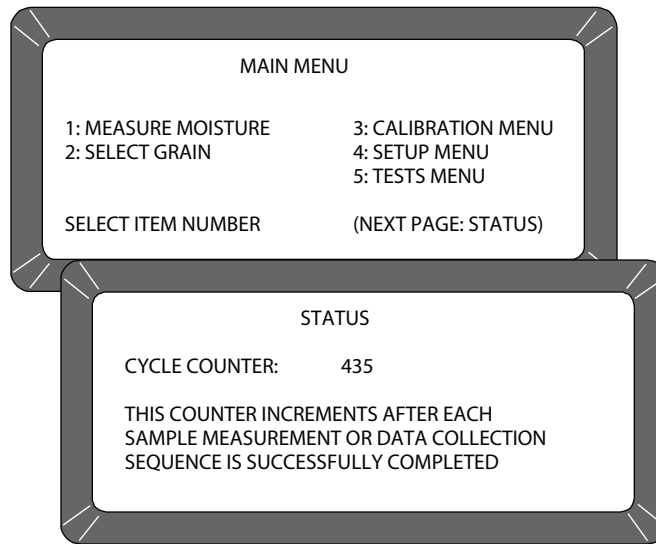 MAIN MENU
1: MEASURE MOISTURE 3: CALIBRATION MENU
2: SELECT GRAIN 4: SETUP MENU
5: TESTS MENU
SELECT ITEM NUMBER (NEXT PAGE: STATUS)
STATUS
CYCLE COUNTER: 435
THIS COUNTER INCREMENTS AFTER EACH
SAMPLE MEASUREMENT OR DATA COLLECTION
SEQUENCE IS SUCCESSFULLY COMPLETED